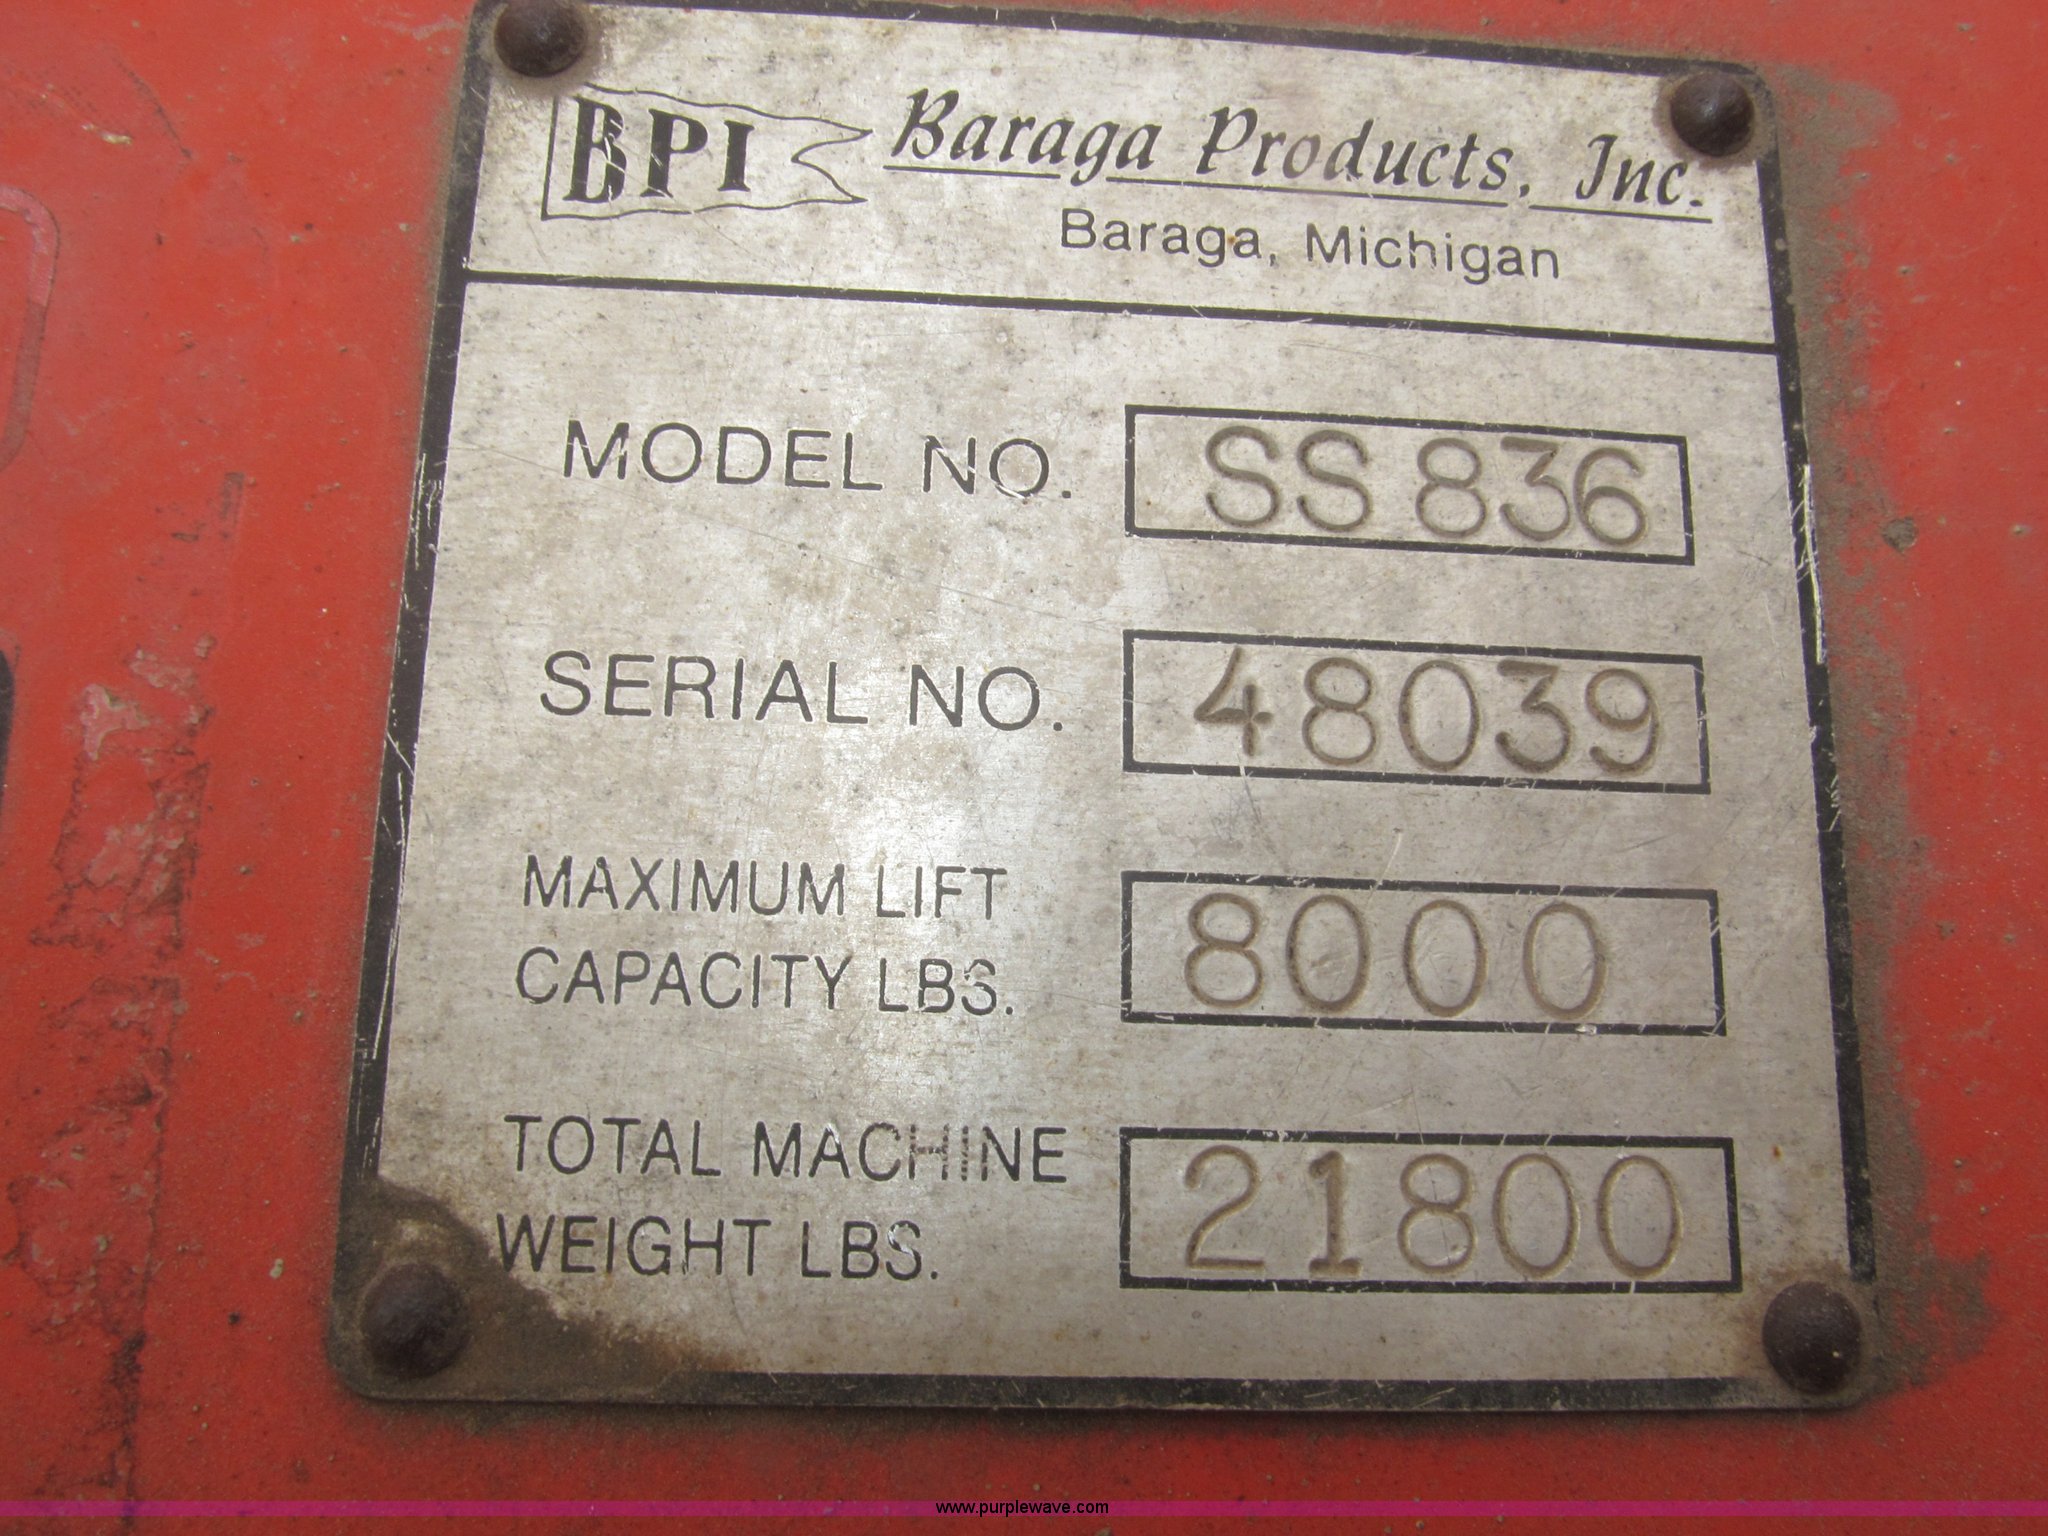 BPI Baraga Products, Inc.
Baraga, Michigan
MODEL NO. SS 836
SERIAL NO. 48039
MAXIMUM LIFT
CAPACITY LBS. 8000
TOTAL MACHINE
WEIGHT LBS. 21800
www.purplewave.com